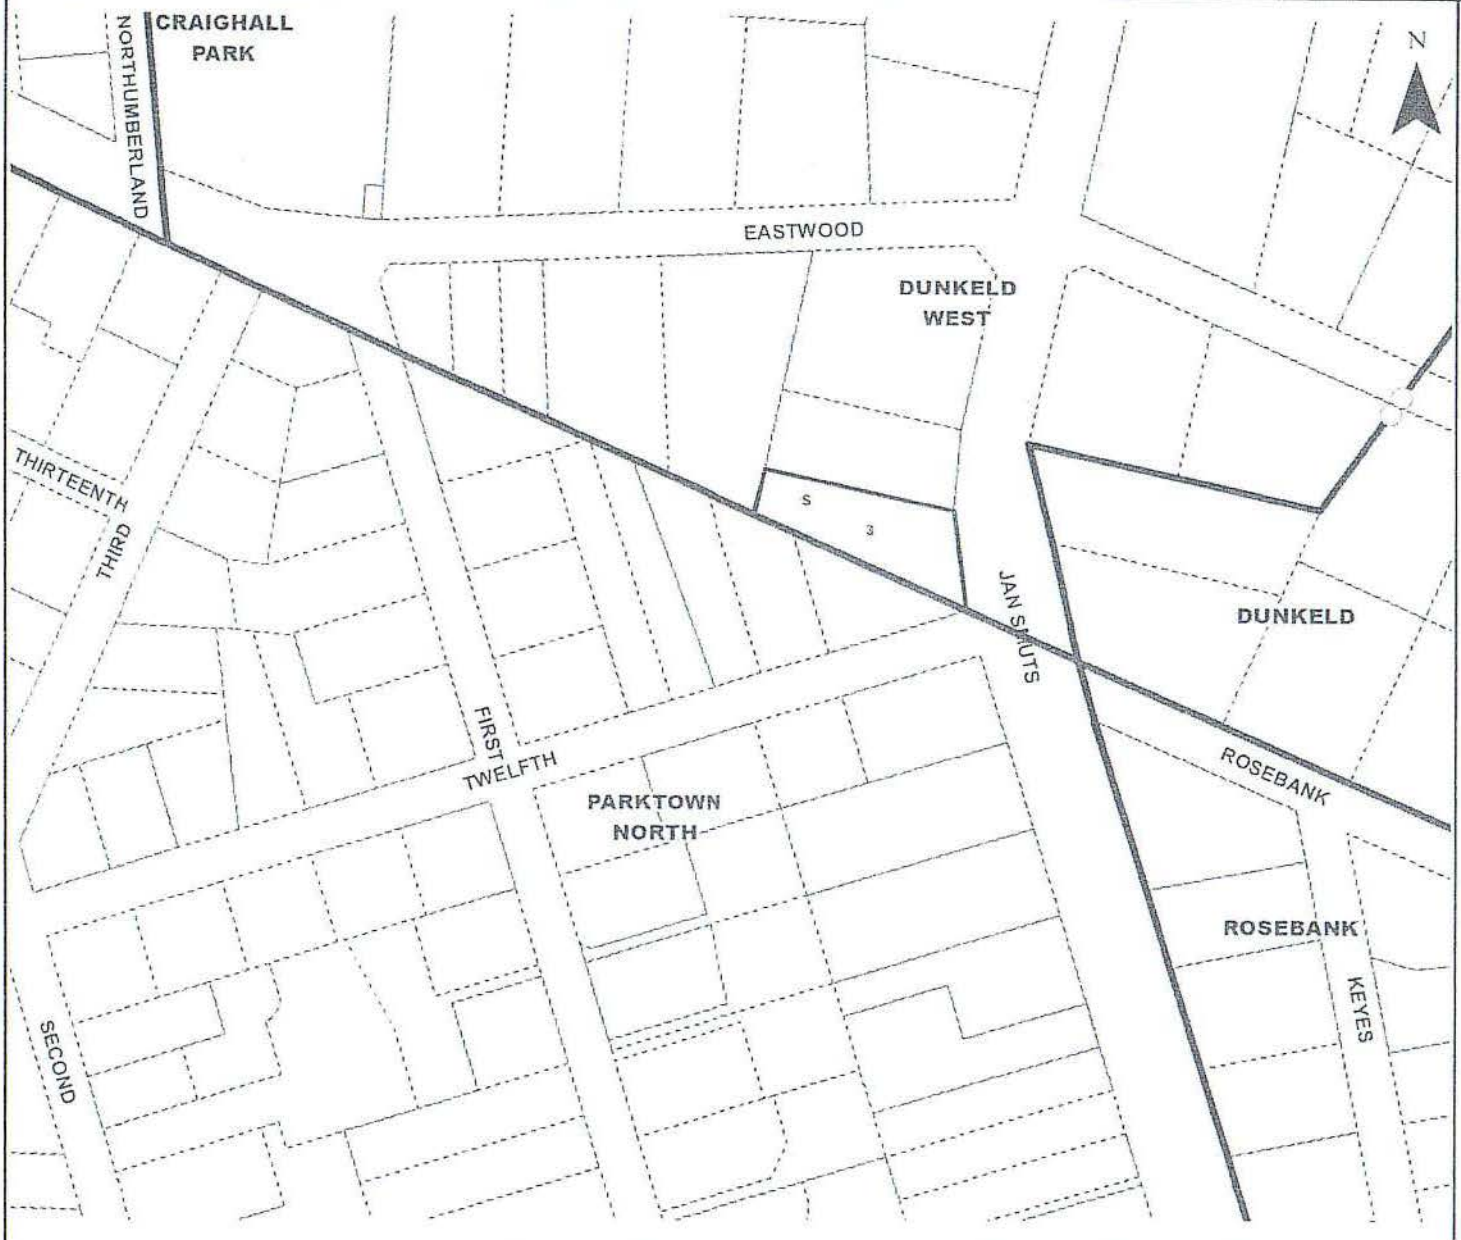 CRAIGHALL
PARK
NORTHUMBERLAND
N
EASTWOOD
DUNKELD
WEST
THIRTEENTH
THIRD
S
3
JAN SMUTS
DUNKELD
FIRST
TWELFTH
PARKTOWN
NORTH
ROSEBANK
ROSEBANK
KEYES
SECOND